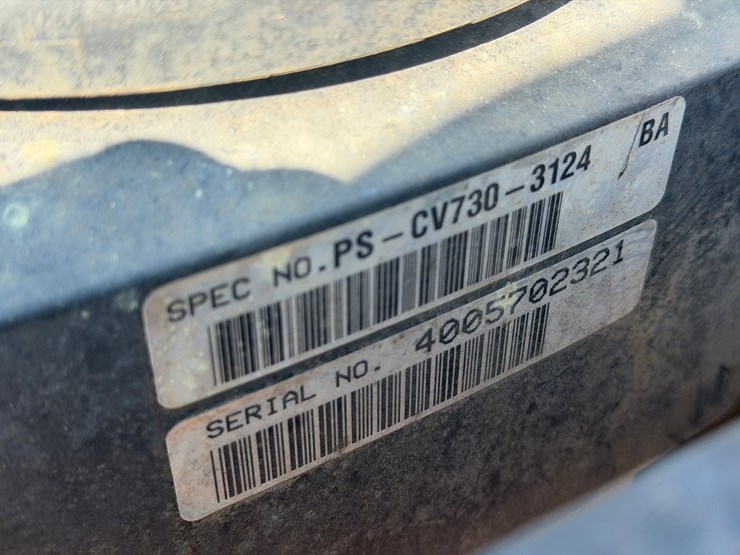 SPEC NO. PS-CV730-3124 /BA
SERIAL NO. 4005702321